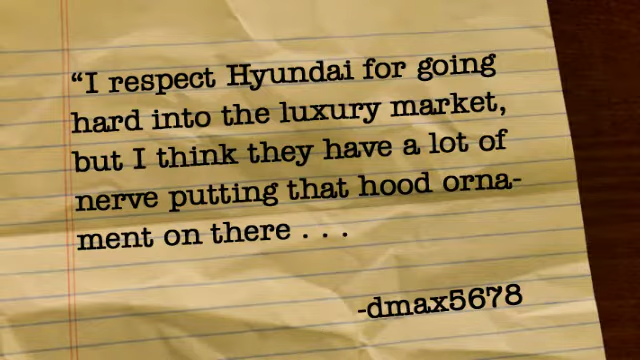 “I respect Hyundai for going
hard into the luxury market,
but I think they have a lot of
nerve putting that hood orna-
ment on there . . .
-dmax5678